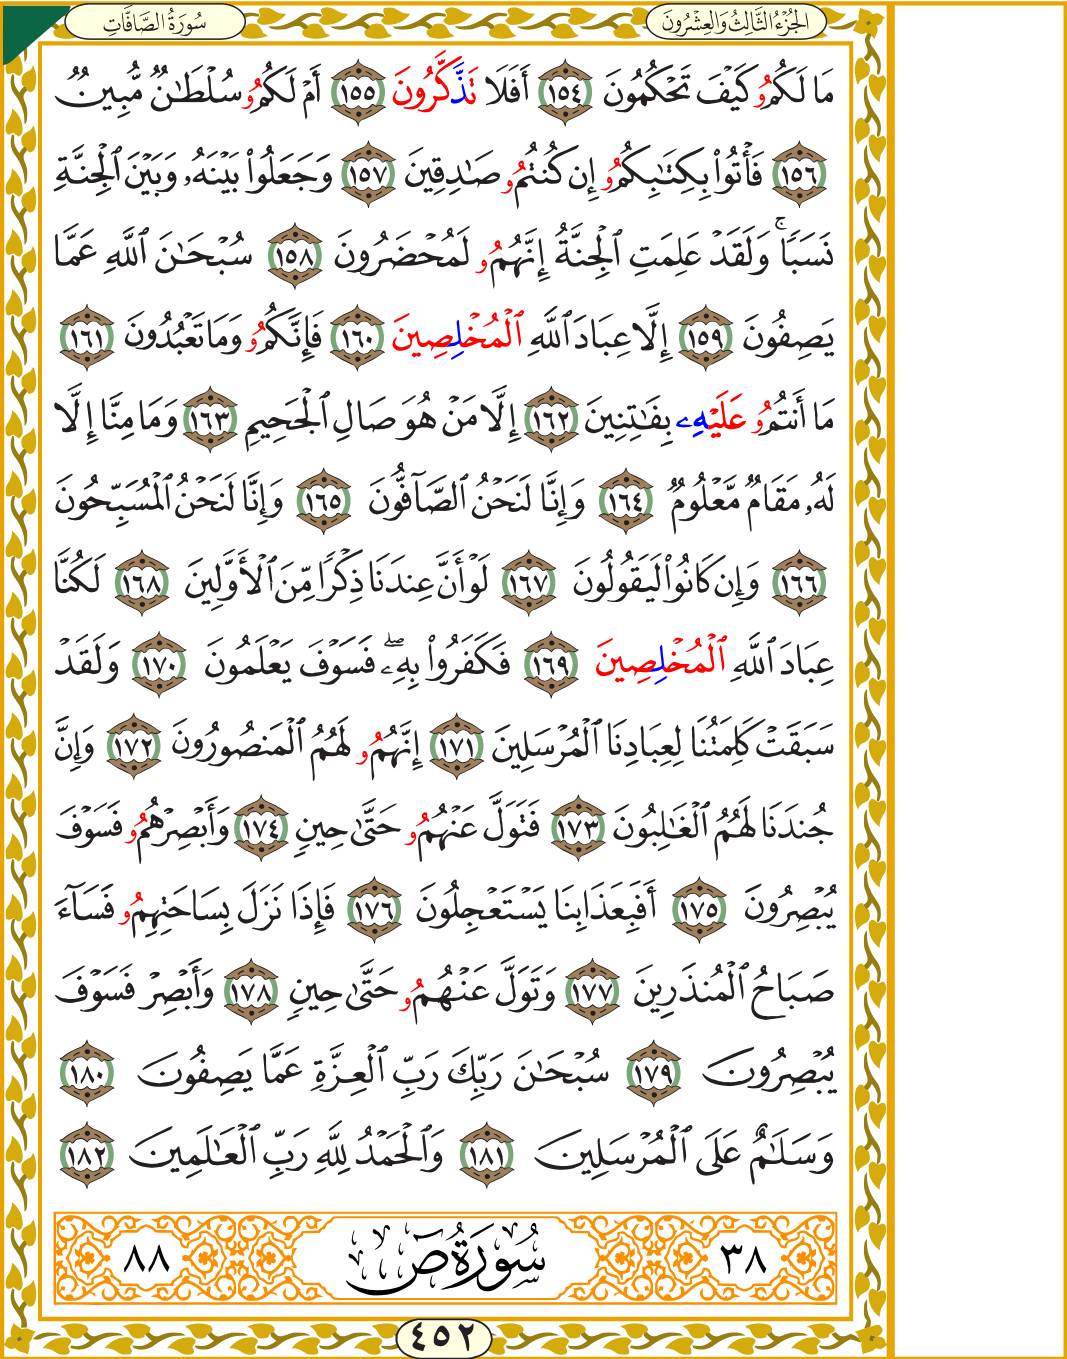 الجُزْءُ الثَّالِثُ وَالْعِشْرُونَ
سُورَةُ الصَّافَّاتِ
مَا لَكُمُۥ كَيْفَ تَحْكُمُونَ ١٥٤ أَفَلَا تَذَّكَّرُونَ ١٥٥ أَمْ لَكُمُۥ سُلْطَٰنٌ مُّبِينٌ
١٥٦ فَأْتُوا۟ بِكِتَٰبِكُمُۥ إِن كُنتُمُۥ صَٰدِقِينَ ١٥٧ وَجَعَلُوا۟ بَيْنَهُۥ وَبَيْنَ ٱلْجِنَّةِ
نَسَبًا ۚ وَلَقَدْ عَلِمَتِ ٱلْجِنَّةُ إِنَّهُمُۥ لَمُحْضَرُونَ ١٥٨ سُبْحَٰنَ ٱللَّهِ عَمَّا
يَصِفُونَ ١٥٩ إِلَّا عِبَادَ ٱللَّهِ ٱلْمُخْلِصِينَ ١٦٠ فَإِنَّكُمُۥ وَمَا تَعْبُدُونَ ١٦١
مَا أَنتُمُۥ عَلَيْهِۦ بِفَٰتِنِينَ ١٦٢ إِلَّا مَنْ هُوَ صَالِ ٱلْجَحِيمِ ١٦٣ وَمَا مِنَّا إِلَّا
لَهُۥ مَقَامٌ مَّعْلُومٌ ١٦٤ وَإِنَّا لَنَحْنُ ٱلصَّآفُّونَ ١٦٥ وَإِنَّا لَنَحْنُ ٱلْمُسَبِّحُونَ
١٦٦ وَإِن كَانُوا۟ لَيَقُولُونَ ١٦٧ لَوْ أَنَّ عِندَنَا ذِكْرًا مِّنَ ٱلْأَوَّلِينَ ١٦٨ لَكُنَّا
عِبَادَ ٱللَّهِ ٱلْمُخْلِصِينَ ١٦٩ فَكَفَرُوا۟ بِهِۦ ۖ فَسَوْفَ يَعْلَمُونَ ١٧٠ وَلَقَدْ
سَبَقَتْ كَلِمَتُنَا لِعِبَادِنَا ٱلْمُرْسَلِينَ ١٧١ إِنَّهُمُۥ لَهُمُ ٱلْمَنصُورُونَ ١٧٢ وَإِنَّ
جُندَنَا لَهُمُ ٱلْغَٰلِبُونَ ١٧٣ فَتَوَلَّ عَنْهُمُۥ حَتَّىٰ حِينٍ ١٧٤ وَأَبْصِرْهُمُۥ فَسَوْفَ
يُبْصِرُونَ ١٧٥ أَفَبِعَذَابِنَا يَسْتَعْجِلُونَ ١٧٦ فَإِذَا نَزَلَ بِسَاحَتِهِمُۥ فَسَآءَ
صَبَاحُ ٱلْمُنذَرِينَ ١٧٧ وَتَوَلَّ عَنْهُمُۥ حَتَّىٰ حِينٍ ١٧٨ وَأَبْصِرْ فَسَوْفَ
يُبْصِرُونَ ١٧٩ سُبْحَٰنَ رَبِّكَ رَبِّ ٱلْعِزَّةِ عَمَّا يَصِفُونَ ١٨٠
وَسَلَٰمٌ عَلَى ٱلْمُرْسَلِينَ ١٨١ وَٱلْحَمْدُ لِلَّهِ رَبِّ ٱلْعَٰلَمِينَ ١٨٢
٣٨ سُورَةُ صٓ ٨٨
٤٥٢